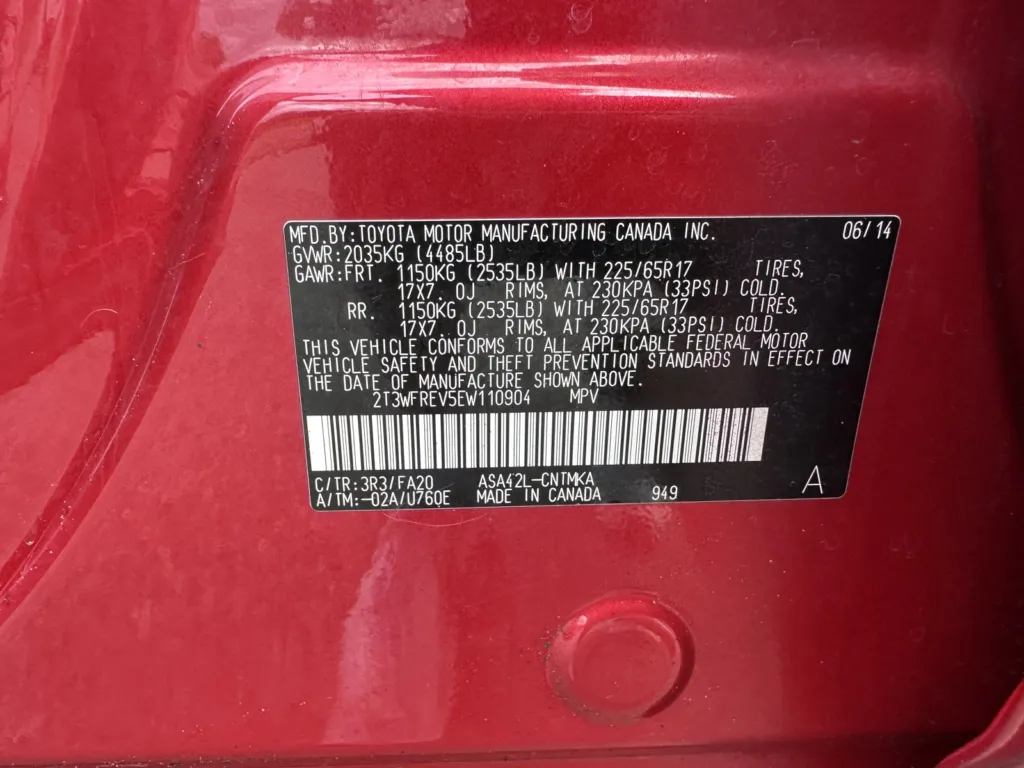 MFD.BY:TOYOTA MOTOR MANUFACTURING CANADA INC. 06/14
GVWR:2035KG (4485LB)
GAWR:FRT. 1150KG (2535LB) WITH 225/65R17 TIRES,
17X7.0J RIMS, AT 230KPA (33PSI) COLD.
RR. 1150KG (2535LB) WITH 225/65R17 TIRES,
17X7.0J RIMS, AT 230KPA (33PSI) COLD.
THIS VEHICLE CONFORMS TO ALL APPLICABLE FEDERAL MOTOR
VEHICLE SAFETY AND THEFT PREVENTION STANDARDS IN EFFECT ON
THE DATE OF MANUFACTURE SHOWN ABOVE.
2T3WFREV5EW110904 MPV
C/TR:3R3/FA20 ASA42L-CNTMKA
A/TM:-02A/U760E MADE IN CANADA 949 A